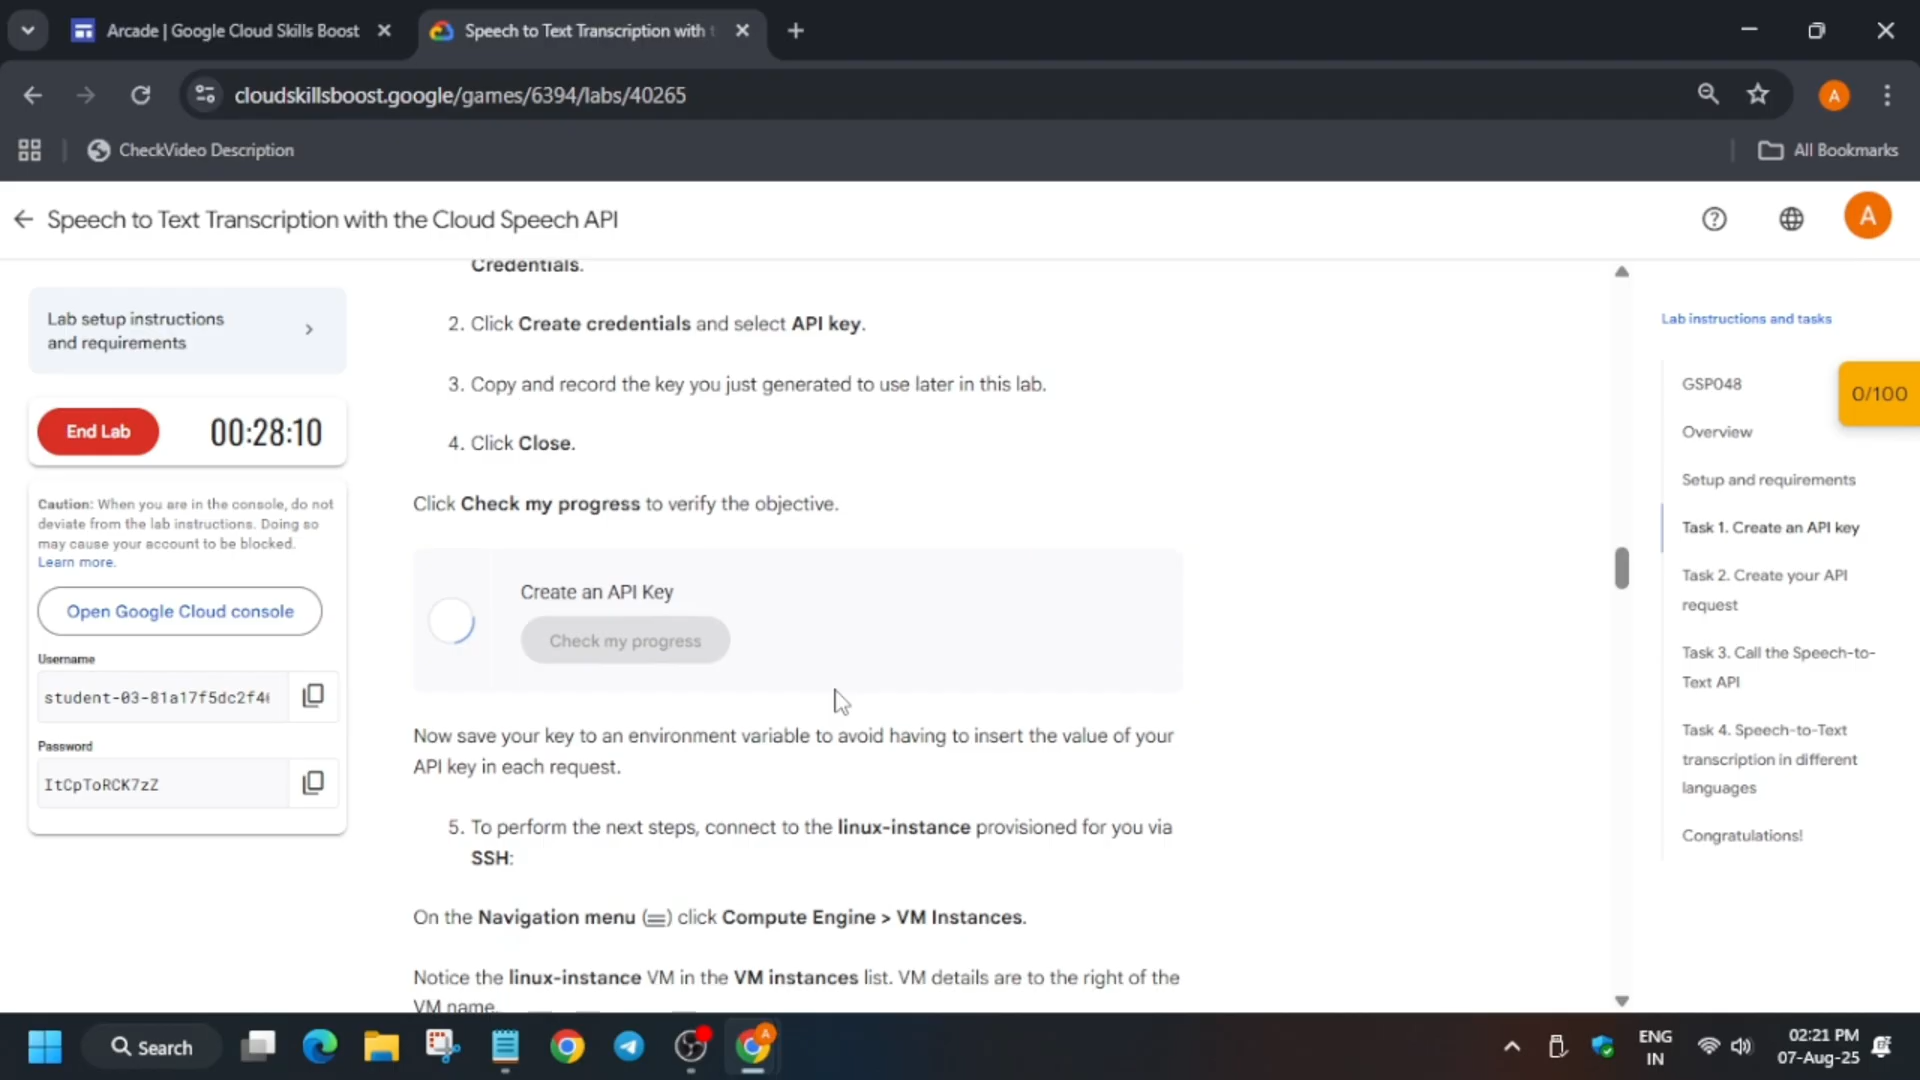 Arcade | Google Cloud Skills Boost
Speech to Text Transcription with t
cloudskillsboost.google/games/6394/labs/40265
A
CheckVideo Description
All Bookmarks
Speech to Text Transcription with the Cloud Speech API
A
Lab setup instructions
and requirements
End Lab
00:28:10
Caution: When you are in the console, do not
deviate from the lab instructions. Doing so
may cause your account to be blocked.
Learn more.
Open Google Cloud console
Username
student-03-81a17f5dc2f4
Password
ItCpToRCK7zZ
Credentials.
2. Click Create credentials and select API key.
3. Copy and record the key you just generated to use later in this lab.
4. Click Close.
Click Check my progress to verify the objective.
Create an API Key
Check my progress
Now save your key to an environment variable to avoid having to insert the value of your
API key in each request.
5. To perform the next steps, connect to the linux-instance provisioned for you via
SSH:
On the Navigation menu (≡) click Compute Engine > VM Instances.
Notice the linux-instance VM in the VM instances list. VM details are to the right of the
VM name.
Lab instructions and tasks
GSP048
0/100
Overview
Setup and requirements
Task 1. Create an API key
Task 2. Create your API
request
Task 3. Call the Speech-to-
Text API
Task 4. Speech-to-Text
transcription in different
languages
Congratulations!
Search
A
ENG
IN
02:21 PM
07-Aug-25